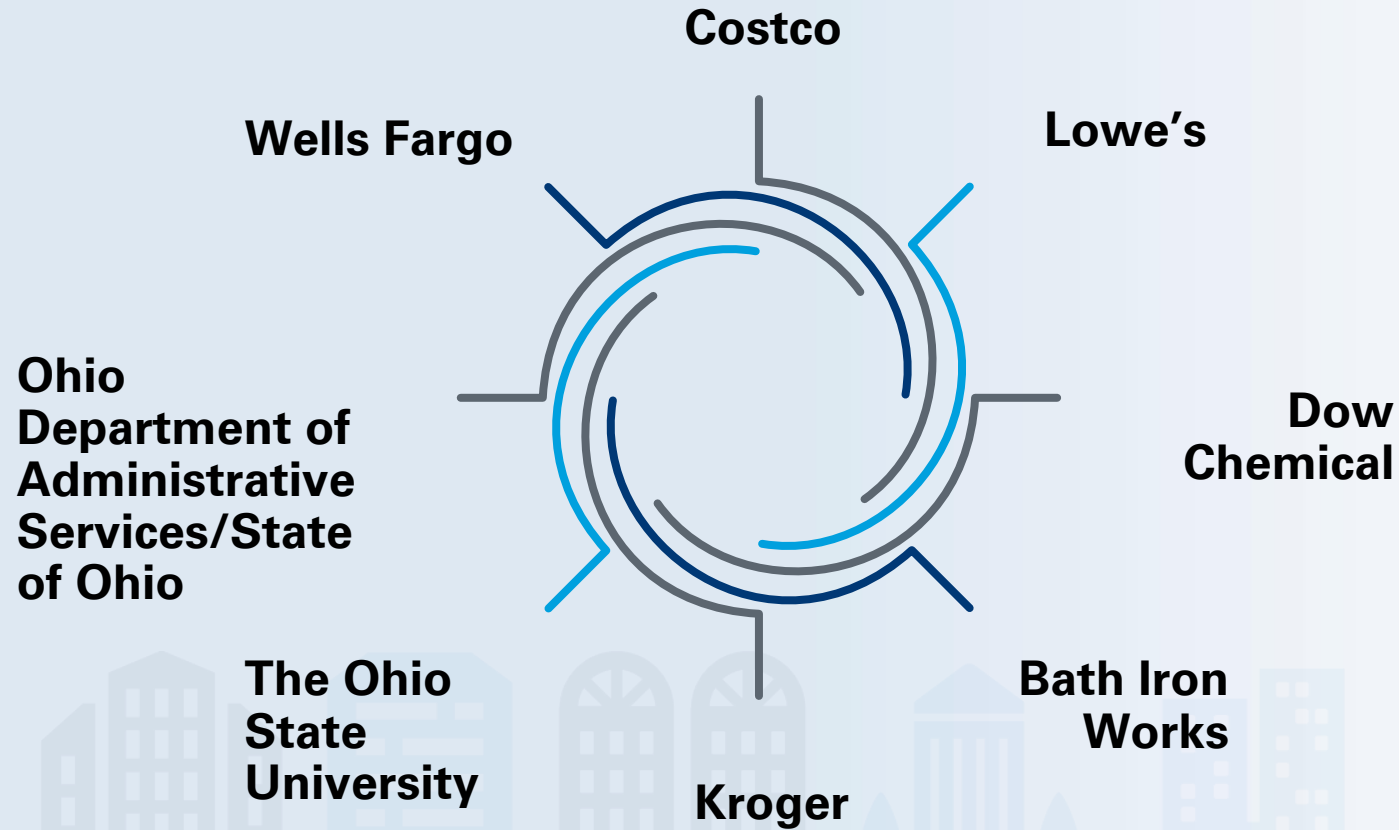 Costco
Wells Fargo
Lowe’s
Ohio
Department of
Administrative
Services/State
of Ohio
Dow
Chemical
The Ohio
State
University
Bath Iron
Works
Kroger